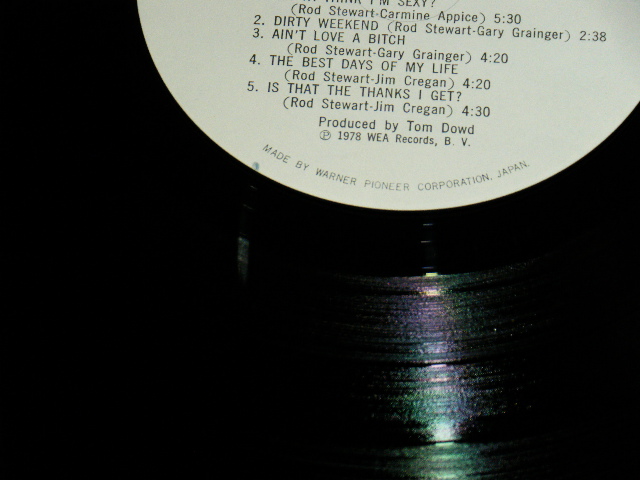 THINK I'M SEXY?
(Rod Stewart-Carmine Appice) 5:30
2. DIRTY WEEKEND (Rod Stewart-Gary Grainger) 2:38
3. AIN'T LOVE A BITCH
(Rod Stewart-Gary Grainger) 4:20
4. THE BEST DAYS OF MY LIFE
(Rod Stewart-Jim Cregan) 4:20
5. IS THAT THE THANKS I GET?
(Rod Stewart-Jim Cregan) 4:30
Produced by Tom Dowd
℗ 1978 WEA Records, B. V.
MADE BY WARNER PIONEER CORPORATION, JAPAN.